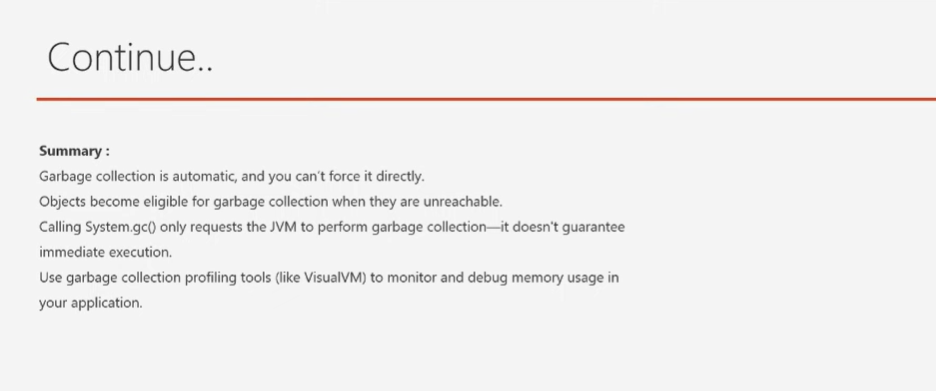 Continue..
Summary :
Garbage collection is automatic, and you can't force it directly.
Objects become eligible for garbage collection when they are unreachable.
Calling System.gc() only requests the JVM to perform garbage collection—it doesn't guarantee
immediate execution.
Use garbage collection profiling tools (like VisualVM) to monitor and debug memory usage in
your application.